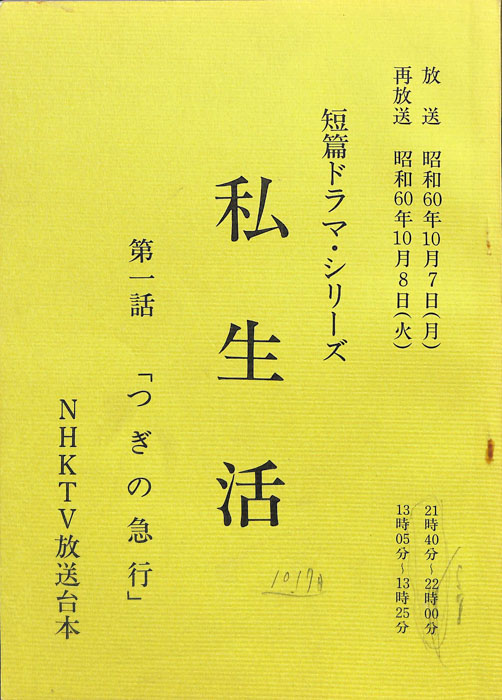 放送 昭和60年10月7日(月) 21時40分~22時00分
再放送 昭和60年10月8日(火) 13時05分~13時25分
短篇ドラマ・シリーズ
私生活
第一話 「つぎの急行」
NHKTV放送台本